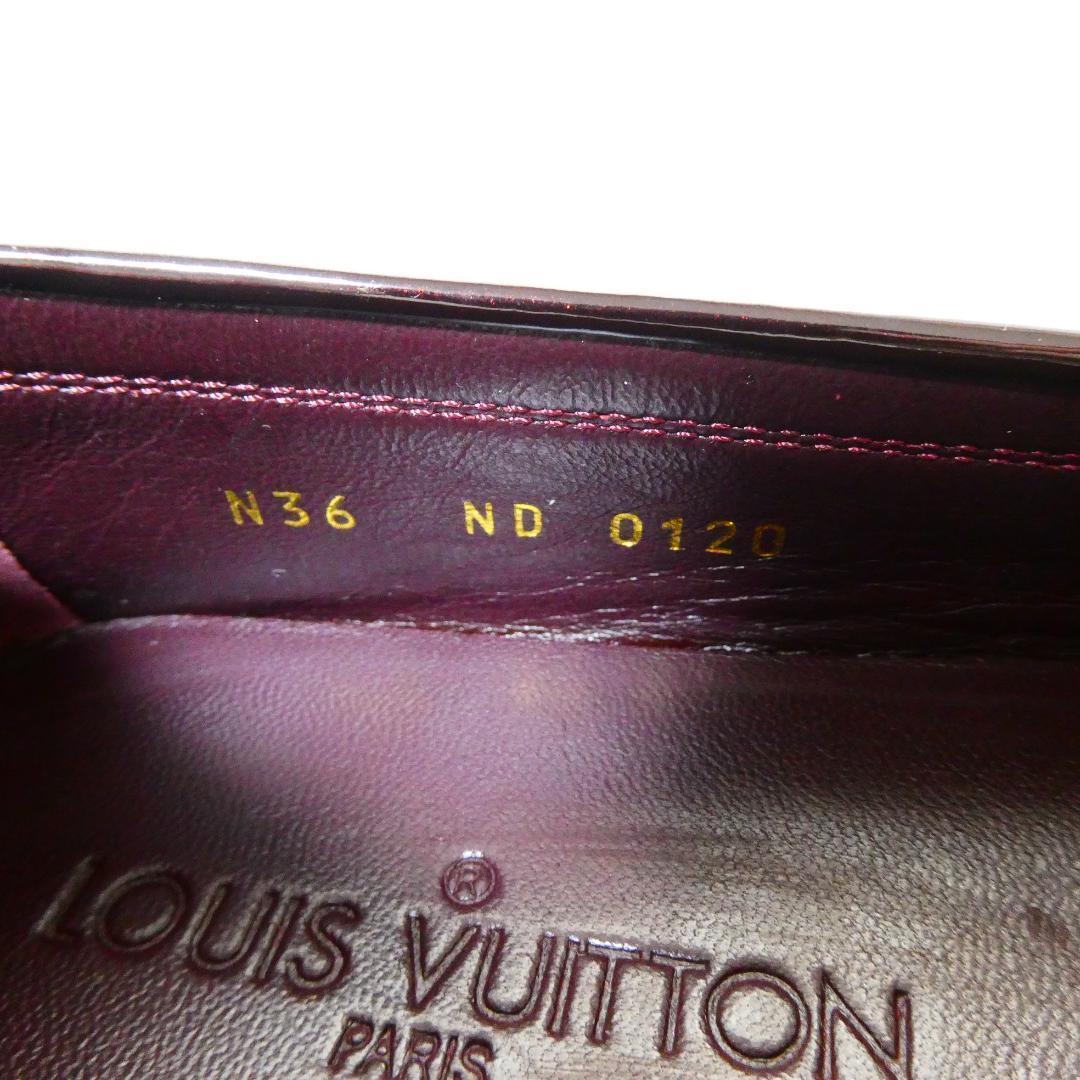 N36 ND 0120
®
LOUIS VUITTON
PARIS